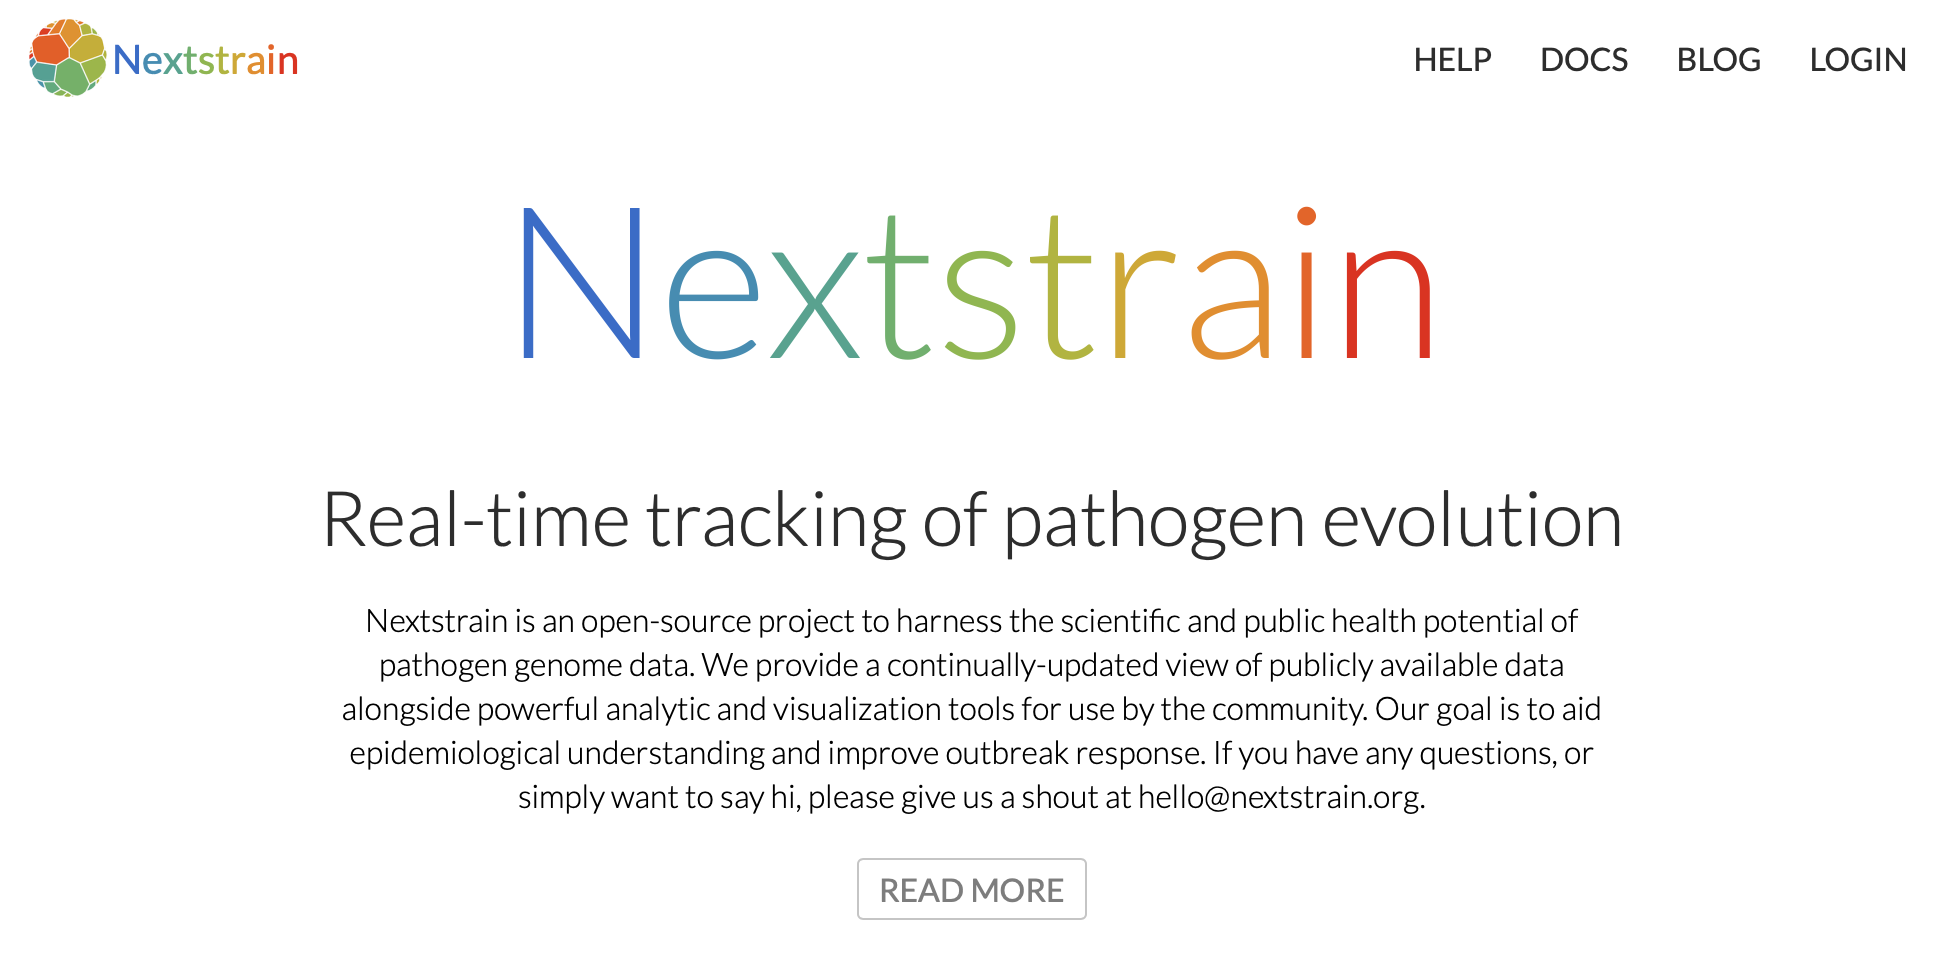 Nextstrain
HELP DOCS BLOG LOGIN
Nextstrain
Real-time tracking of pathogen evolution
Nextstrain is an open-source project to harness the scientific and public health potential of
pathogen genome data. We provide a continually-updated view of publicly available data
alongside powerful analytic and visualization tools for use by the community. Our goal is to aid
epidemiological understanding and improve outbreak response. If you have any questions, or
simply want to say hi, please give us a shout at hello@nextstrain.org.
READ MORE